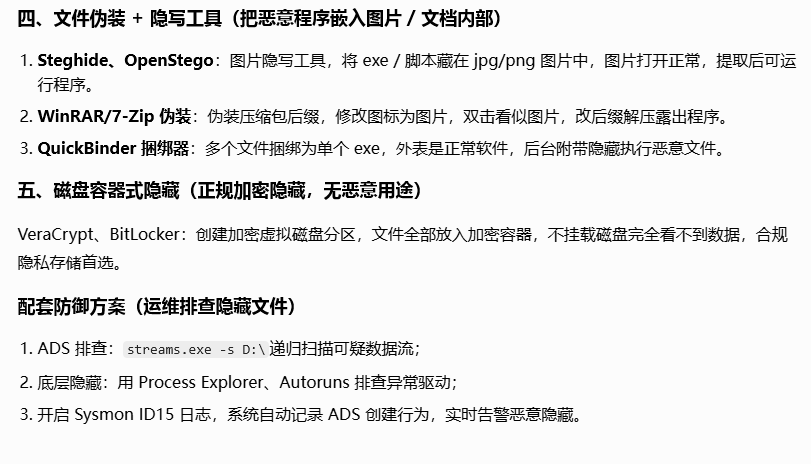 四、文件伪装 + 隐写工具（把恶意程序嵌入图片 / 文档内部）
1. Steghide、OpenStego：图片隐写工具，将 exe / 脚本藏在 jpg/png 图片中，图片打开正常，提取后可运
行程序。
2. WinRAR/7-Zip 伪装：伪装压缩包后缀，修改图标为图片，双击看似图片，改后缀解压露出程序。
3. QuickBinder 捆绑器：多个文件捆绑为单个 exe，外表是正常软件，后台附带隐藏执行恶意文件。
五、磁盘容器式隐藏（正规加密隐藏，无恶意用途）
VeraCrypt、BitLocker：创建加密虚拟磁盘分区，文件全部放入加密容器，不挂载磁盘完全看不到数据，合规
隐私存储首选。
配套防御方案（运维排查隐藏文件）
1. ADS 排查：streams.exe -s D:\递归扫描可疑数据流；
2. 底层隐藏：用 Process Explorer、Autoruns 排查异常驱动；
3. 开启 Sysmon ID15 日志，系统自动记录 ADS 创建行为，实时告警恶意隐藏。